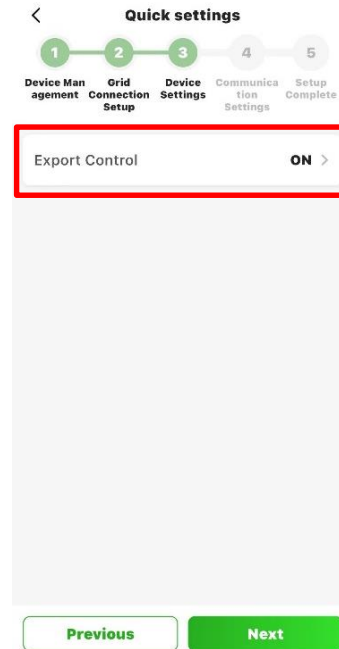 Quick settings
1 2 3 4 5
Device Man Grid Device Communica Setup
agement Connection Settings tion Complete
Setup Settings
Export Control ON
Previous Next